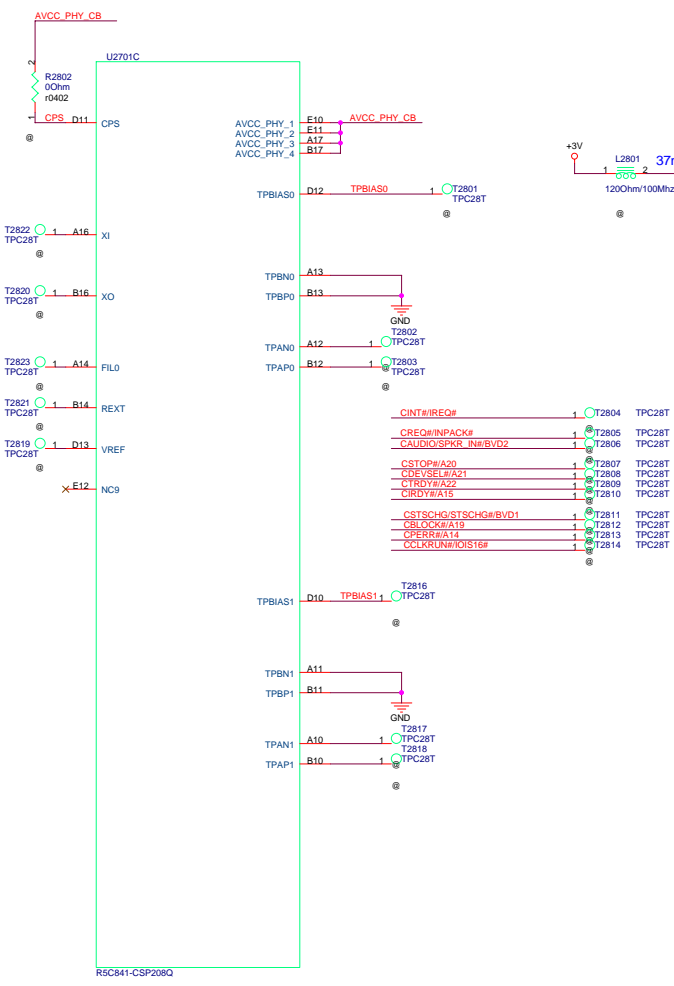 AVCC_PHY_CB
U2701C
2
R2802
0Ohm
r0402
1
CPS
D11
CPS
@
AVCC_PHY_1
E10
AVCC_PHY_CB
AVCC_PHY_2
E11
AVCC_PHY_3
A17
AVCC_PHY_4
B17
+3V
L2801
1
2
120Ohm/100Mhz
@
TPBIAS0
D12
TPBIAS0
1
T2801
TPC28T
@
T2822
TPC28T
1
A16
XI
@
TPBN0
A13
TPBP0
B13
GND
T2820
TPC28T
1
B16
XO
@
T2802
TPAN0
A12
1
TPC28T
@
TPAP0
B12
1
T2803
TPC28T
@
T2823
TPC28T
1
A14
FIL0
@
T2821
TPC28T
1
B14
REXT
@
T2819
TPC28T
1
D13
VREF
@
E12
NC9
CINT#/IREQ#
1
T2804
TPC28T
@
CREQ#/INPACK#
1
T2805
TPC28T
@
CAUDIO/SPKR_IN#/BVD2
1
T2806
TPC28T
@
CSTOP#/A20
1
T2807
TPC28T
@
CDEVSEL#/A21
1
T2808
TPC28T
@
CTRDY#/A22
1
T2809
TPC28T
@
CIRDY#/A15
1
T2810
TPC28T
@
CSTSCHG/STSCHG#/BVD1
1
T2811
TPC28T
@
CBLOCK#/A19
1
T2812
TPC28T
@
CPERR#/A14
1
T2813
TPC28T
@
CCLKRUN#/IOIS16#
1
T2814
TPC28T
@
TPBIAS1
D10
TPBIAS1
1
T2816
TPC28T
@
TPBN1
A11
TPBP1
B11
GND
T2817
TPAN1
A10
1
TPC28T
@
T2818
TPAP1
B10
1
TPC28T
@
R5C841-CSP208Q